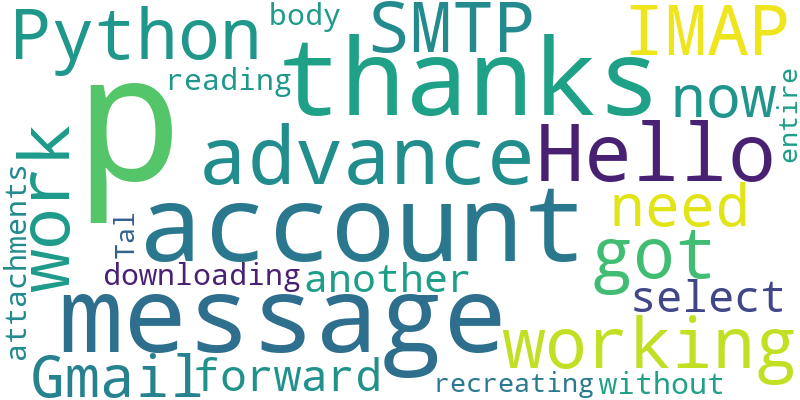 Python
body
SMTP
IMAP
reading
thanks
now
entire
p
advance
Hello
work
attachments
Tal
account
need
got
downloading
another
select
message
working
Gmail
forward
recreating
without